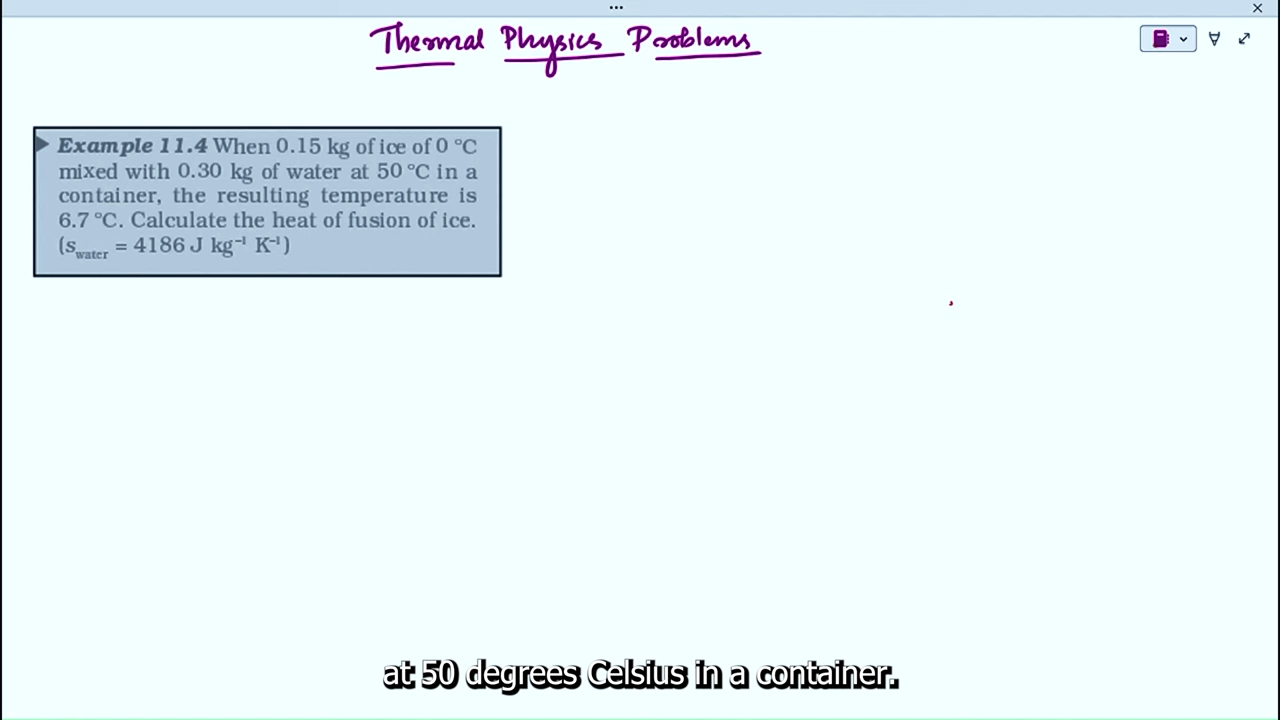 Thermal Physics Problems
Example 11.4 When 0.15 kg of ice of 0 °C
mixed with 0.30 kg of water at 50 °C in a
container, the resulting temperature is
6.7 °C. Calculate the heat of fusion of ice.
(s_water = 4186 J kg⁻¹ K⁻¹)
at 50 degrees Celsius in a container.